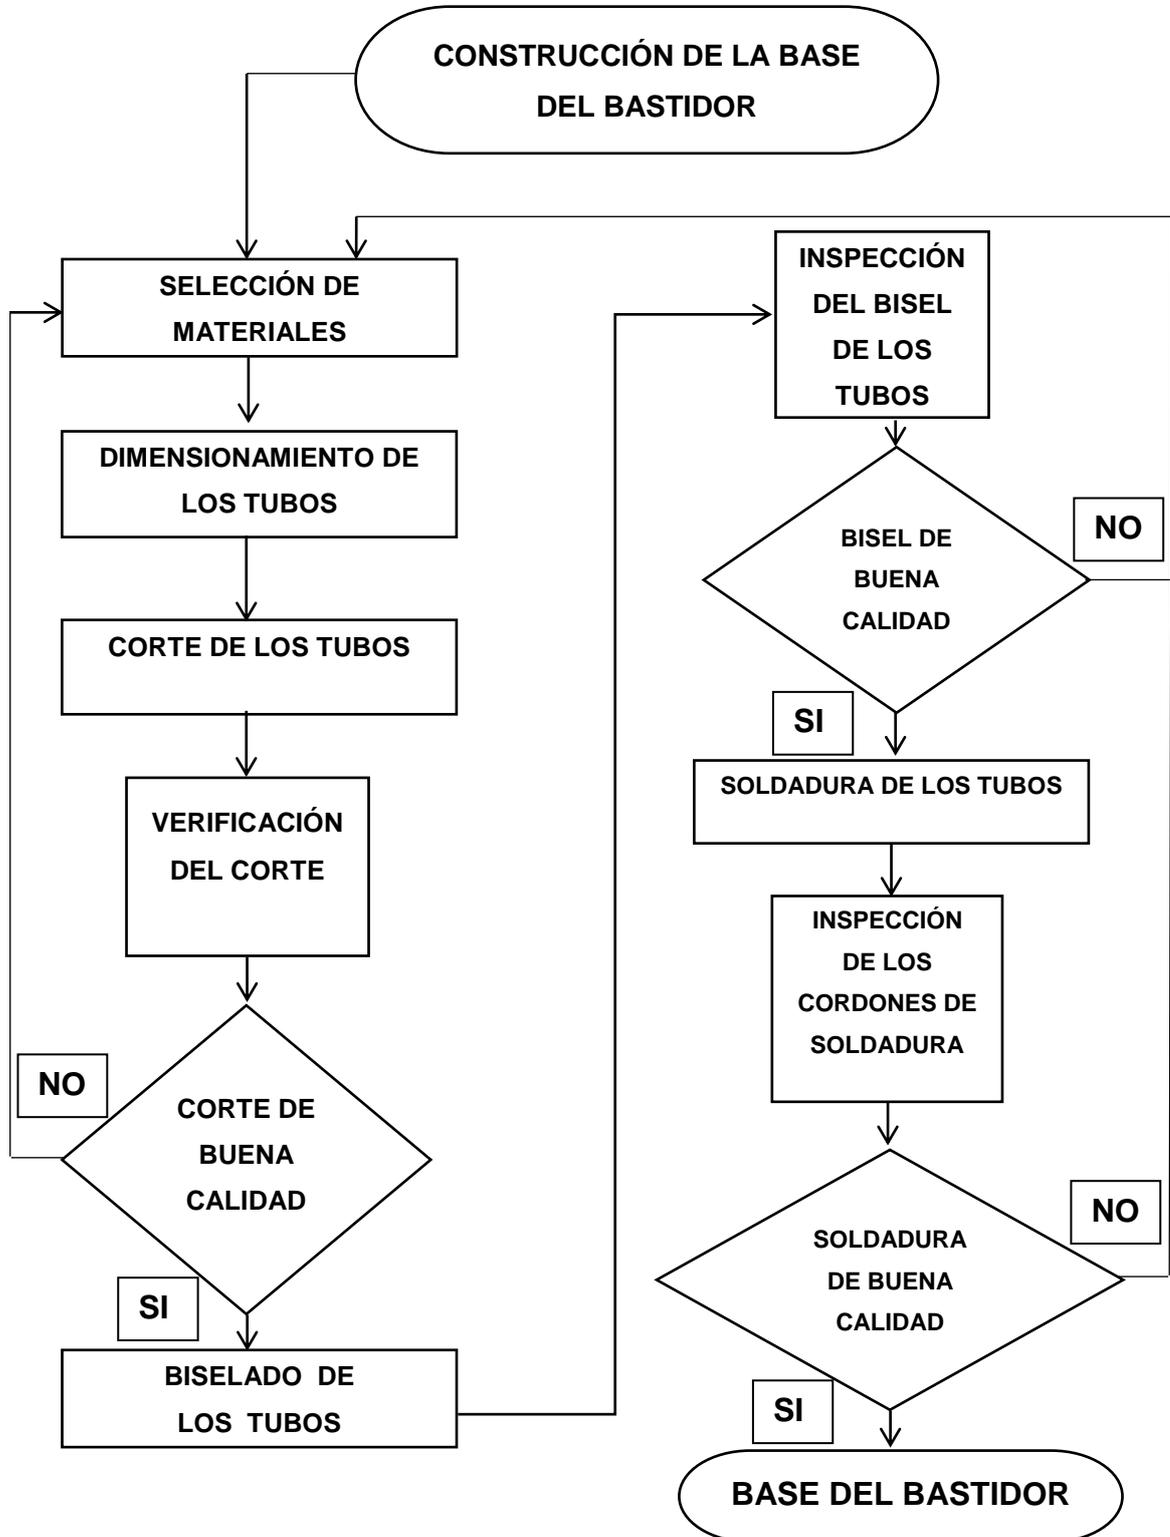 CONSTRUCCIÓN DE LA BASE
DEL BASTIDOR
SELECCIÓN DE
MATERIALES
DIMENSIONAMIENTO DE
LOS TUBOS
CORTE DE LOS TUBOS
VERIFICACIÓN
DEL CORTE
NO
CORTE DE
BUENA
CALIDAD
SI
BISELADO DE
LOS TUBOS
INSPECCIÓN
DEL BISEL
DE LOS
TUBOS
NO
BISEL DE
BUENA
CALIDAD
SI
SOLDADURA DE LOS TUBOS
INSPECCIÓN
DE LOS
CORDONES DE
SOLDADURA
NO
SOLDADURA
DE BUENA
CALIDAD
SI
BASE DEL BASTIDOR